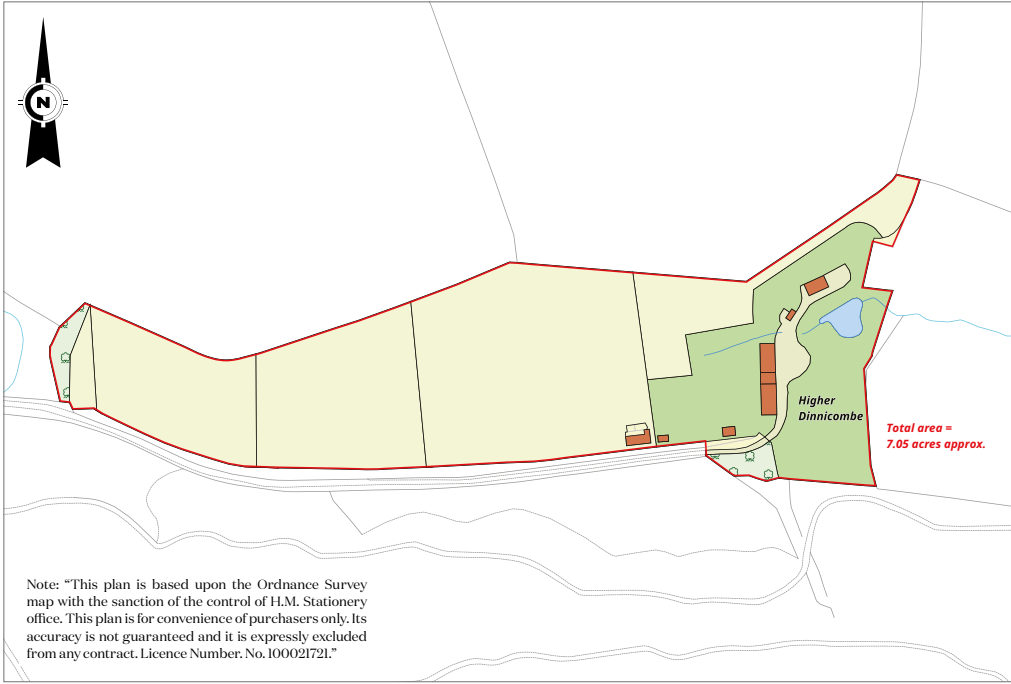 N
Higher
Dinnicombe
Total area =
7.05 acres approx.
Note: “This plan is based upon the Ordnance Survey
map with the sanction of the control of H.M. Stationery
office. This plan is for convenience of purchasers only. Its
accuracy is not guaranteed and it is expressly excluded
from any contract. Licence Number. No. 100021721.”